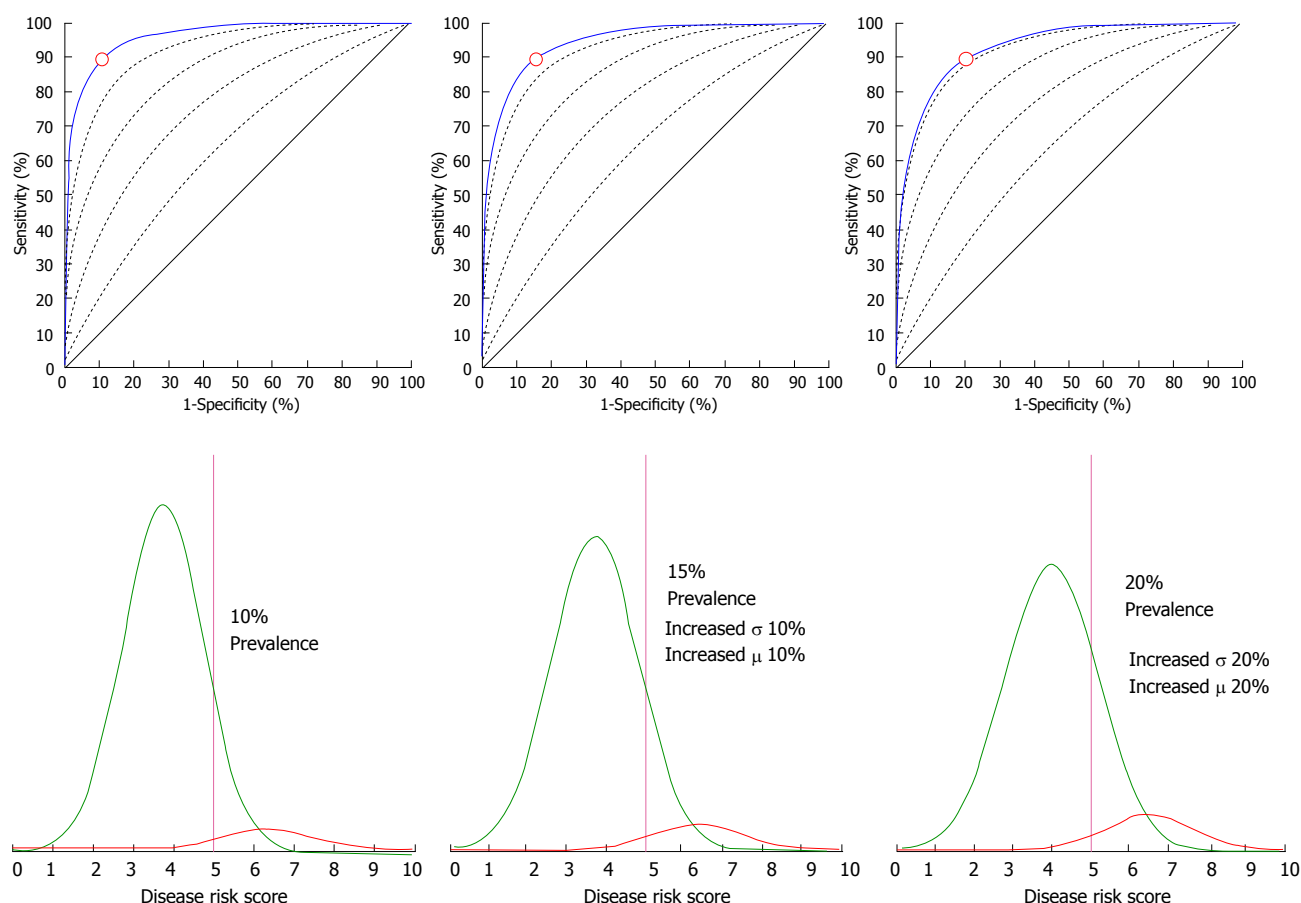 100
90
80
70
60
50
40
30
20
10
0
Sensitivity (%)
0 10 20 30 40 50 60 70 80 90 100
1-Specificity (%)
100
90
80
70
60
50
40
30
20
10
0
Sensitivity (%)
0 10 20 30 40 50 60 70 80 90 100
1-Specificity (%)
100
90
80
70
60
50
40
30
20
10
0
Sensitivity (%)
0 10 20 30 40 50 60 70 80 90 100
1-Specificity (%)
10%
Prevalence
0 1 2 3 4 5 6 7 8 9 10
Disease risk score
15%
Prevalence
Increased σ 10%
Increased μ 10%
0 1 2 3 4 5 6 7 8 9 10
Disease risk score
20%
Prevalence
Increased σ 20%
Increased μ 20%
0 1 2 3 4 5 6 7 8 9 10
Disease risk score